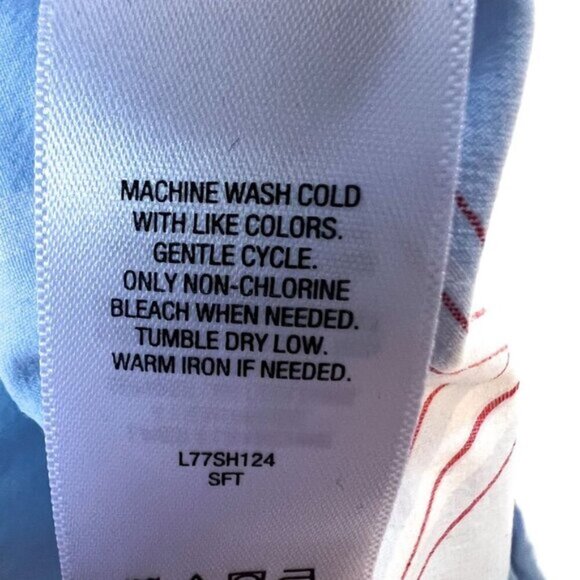 MACHINE WASH COLD
WITH LIKE COLORS.
GENTLE CYCLE.
ONLY NON-CHLORINE
BLEACH WHEN NEEDED.
TUMBLE DRY LOW.
WARM IRON IF NEEDED.
L77SH124
SFT